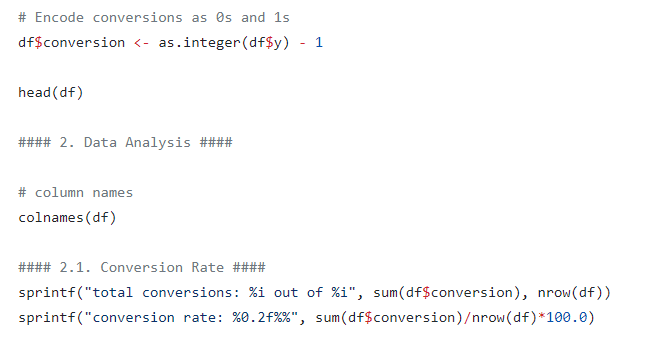 # Encode conversions as 0s and 1s
df$conversion <- as.integer(df$y) - 1
head(df)
#### 2. Data Analysis ####
# column names
colnames(df)
#### 2.1. Conversion Rate ####
sprintf("total conversions: %i out of %i", sum(df$conversion), nrow(df))
sprintf("conversion rate: %0.2f%%", sum(df$conversion)/nrow(df)*100.0)